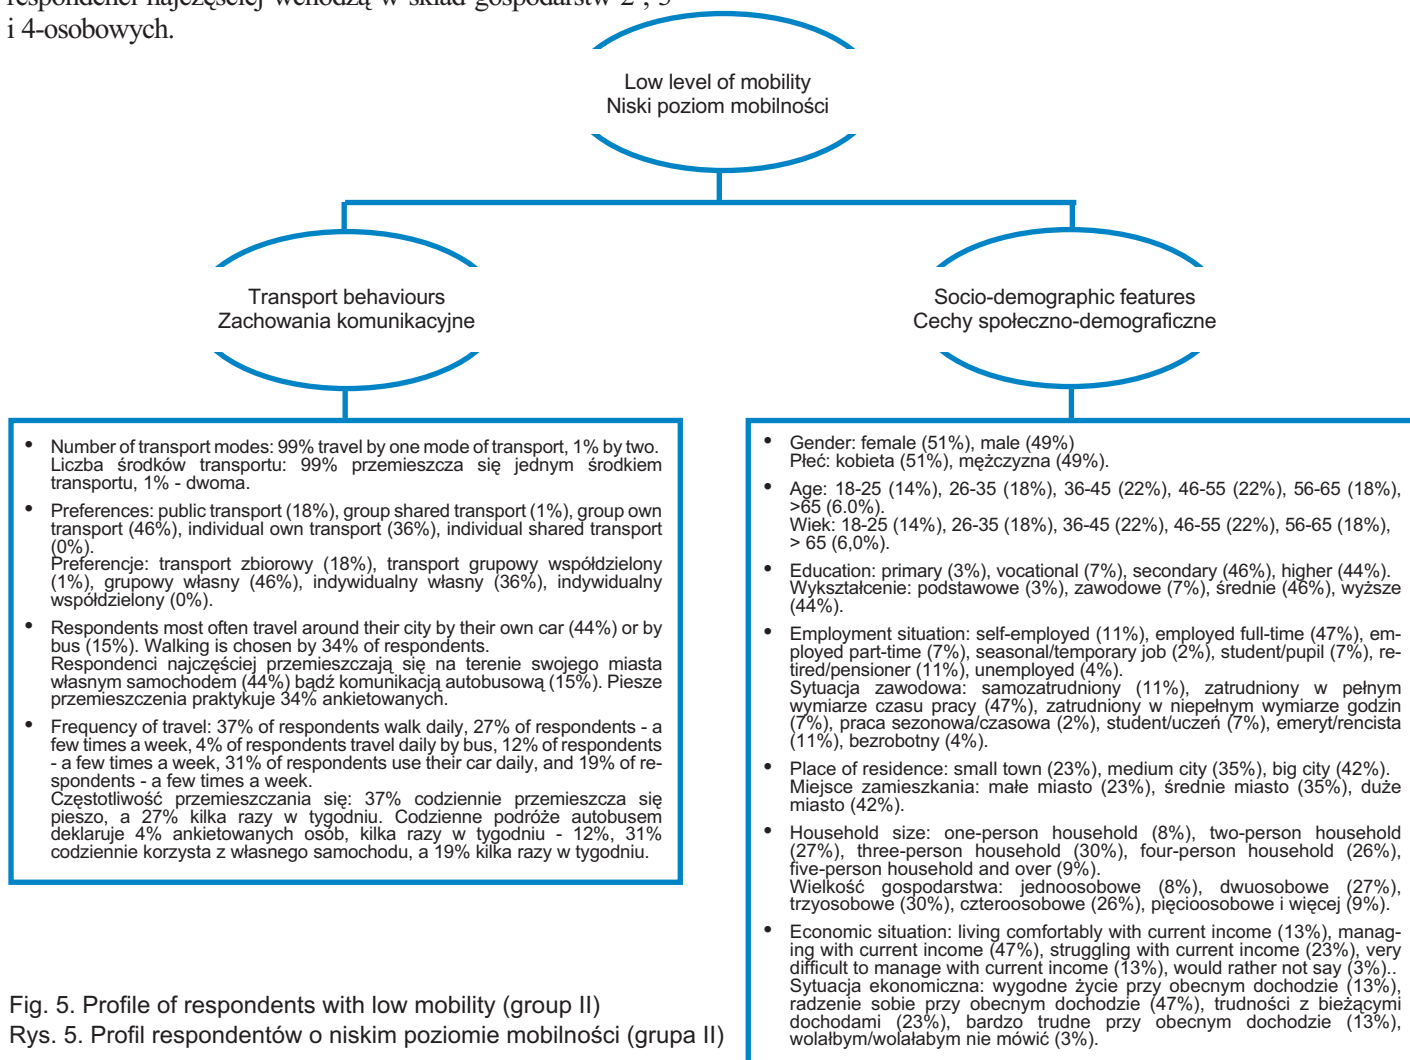 respondenci najczęściej wchodzą w skład gospodarstw 2-, 3-
i 4-osobowych.
Low level of mobility
Niski poziom mobilności
Transport behaviours
Zachowania komunikacyjne
Socio-demographic features
Cechy społeczno-demograficzne
• Number of transport modes: 99% travel by one mode of transport, 1% by two.
Liczba środków transportu: 99% przemieszcza się jednym środkiem
transportu, 1% - dwoma.
• Preferences: public transport (18%), group shared transport (1%), group own
transport (46%), individual own transport (36%), individual shared transport
(0%).
Preferencje: transport zbiorowy (18%), transport grupowy współdzielony
(1%), grupowy własny (46%), indywidualny własny (36%), indywidualny
współdzielony (0%).
• Respondents most often travel around their city by their own car (44%) or by
bus (15%). Walking is chosen by 34% of respondents.
Respondenci najczęściej przemieszczają się na terenie swojego miasta
własnym samochodem (44%) bądź komunikacją autobusową (15%). Piesze
przemieszczenia praktykuje 34% ankietowanych.
• Frequency of travel: 37% of respondents walk daily, 27% of respondents - a
few times a week, 4% of respondents travel daily by bus, 12% of respondents
- a few times a week, 31% of respondents use their car daily, and 19% of re-
spondents - a few times a week.
Częstotliwość przemieszczania się: 37% codziennie przemieszcza się
pieszo, a 27% kilka razy w tygodniu. Codzienne podróże autobusem
deklaruje 4% ankietowanych osób, kilka razy w tygodniu - 12%, 31%
codziennie korzysta z własnego samochodu, a 19% kilka razy w tygodniu.
• Gender: female (51%), male (49%)
Płeć: kobieta (51%), mężczyzna (49%).
• Age: 18-25 (14%), 26-35 (18%), 36-45 (22%), 46-55 (22%), 56-65 (18%),
>65 (6.0%).
Wiek: 18-25 (14%), 26-35 (18%), 36-45 (22%), 46-55 (22%), 56-65 (18%),
> 65 (6,0%).
• Education: primary (3%), vocational (7%), secondary (46%), higher (44%).
Wykształcenie: podstawowe (3%), zawodowe (7%), średnie (46%), wyższe
(44%).
• Employment situation: self-employed (11%), employed full-time (47%), em-
ployed part-time (7%), seasonal/temporary job (2%), student/pupil (7%), re-
tired/pensioner (11%), unemployed (4%).
Sytuacja zawodowa: samozatrudniony (11%), zatrudniony w pełnym
wymiarze czasu pracy (47%), zatrudniony w niepełnym wymiarze godzin
(7%), praca sezonowa/czasowa (2%), student/uczeń (7%), emeryt/rencista
(11%), bezrobotny (4%).
• Place of residence: small town (23%), medium city (35%), big city (42%).
Miejsce zamieszkania: małe miasto (23%), średnie miasto (35%), duże
miasto (42%).
• Household size: one-person household (8%), two-person household
(27%), three-person household (30%), four-person household (26%),
five-person household and over (9%).
Wielkość gospodarstwa: jednoosobowe (8%), dwuosobowe (27%),
trzyosobowe (30%), czteroosobowe (26%), pięcioosobowe i więcej (9%).
• Economic situation: living comfortably with current income (13%), manag-
ing with current income (47%), struggling with current income (23%), very
difficult to manage with current income (13%), would rather not say (3%)..
Sytuacja ekonomiczna: wygodne życie przy obecnym dochodzie (13%),
radzenie sobie przy obecnym dochodzie (47%), trudności z bieżącymi
dochodami (23%), bardzo trudne przy obecnym dochodzie (13%),
wolałbym/wolałabym nie mówić (3%).
Fig. 5. Profile of respondents with low mobility (group II)
Rys. 5. Profil respondentów o niskim poziomie mobilności (grupa II)